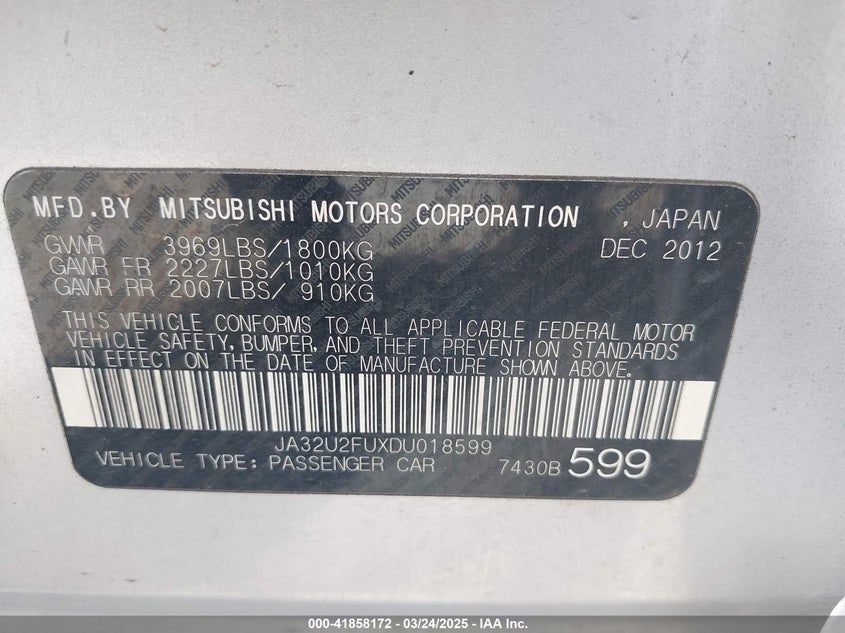 MFD.BY MITSUBISHI MOTORS CORPORATION , JAPAN
GVWR 3969LBS/1800KG DEC 2012
GAWR FR 2227LBS/1010KG
GAWR RR 2007LBS/ 910KG
THIS VEHICLE CONFORMS TO ALL APPLICABLE FEDERAL MOTOR
VEHICLE SAFETY, BUMPER, AND THEFT PREVENTION STANDARDS
IN EFFECT ON THE DATE OF MANUFACTURE SHOWN ABOVE.
JA32U2FUXDU018599
VEHICLE TYPE: PASSENGER CAR 7430B 599
000-41858172 - 03/24/2025 - IAA Inc.